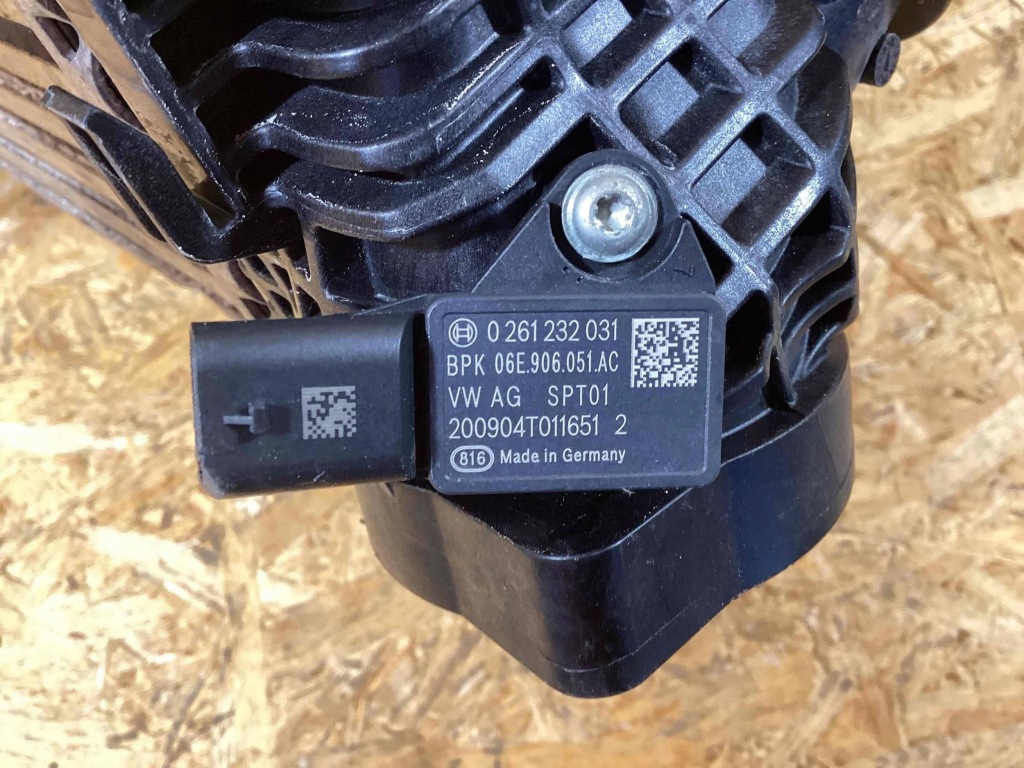 0 261 232 031
BPK 06E.906.051.AC
VW AG SPT01
200904T011651 2
816 Made in Germany